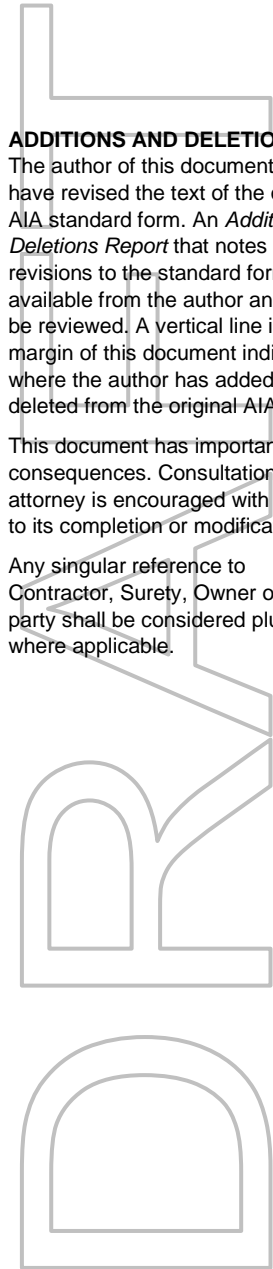 ADDITIONS AND DELETIO
The author of this document
have revised the text of the o
AIA standard form. An Addit
Deletions Report that notes
revisions to the standard for
available from the author an
be reviewed. A vertical line i
margin of this document indi
where the author has added
deleted from the original AIA
This document has importan
consequences. Consultation
attorney is encouraged with
to its completion or modifica
Any singular reference to
Contractor, Surety, Owner o
party shall be considered plu
where applicable.
DRAFT